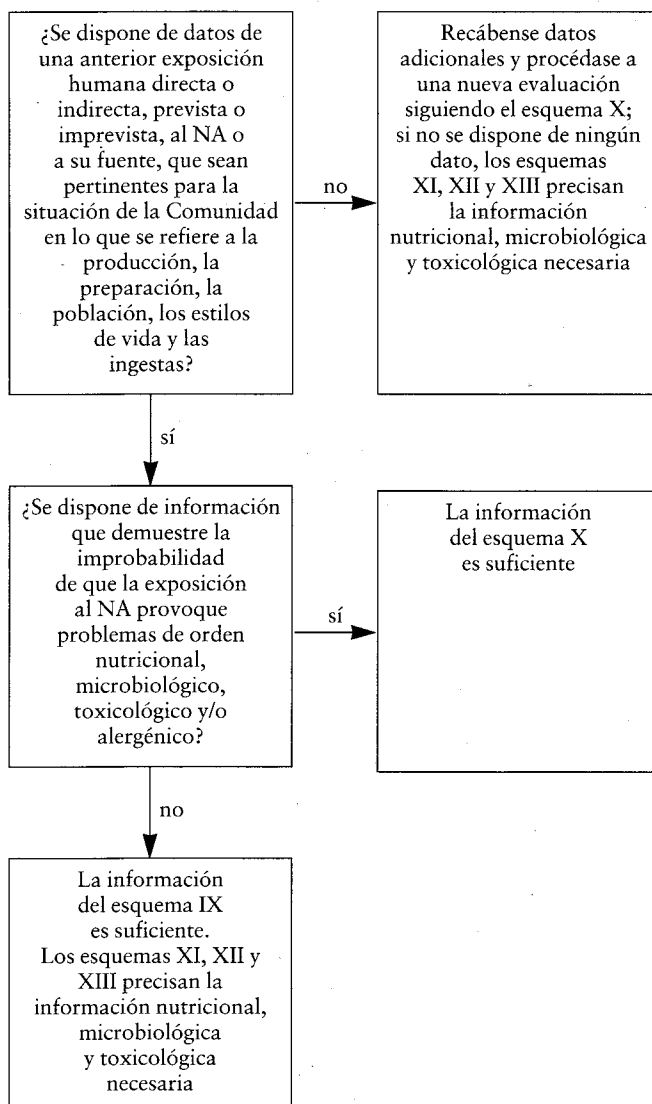 ¿Se dispone de datos de
una anterior exposición
humana directa o
indirecta, prevista o
imprevista, al NA o
a su fuente, que sean
pertinentes para la
situación de la Comunidad
en lo que se refiere a la
producción, la
preparación, la
población, los estilos
de vida y las
ingestas?
no
Recábense datos
adicionales y procédase a
una nueva evaluación
siguiendo el esquema X;
si no se dispone de ningún
dato, los esquemas
XI, XII y XIII precisan
la información
nutricional, microbiológica
y toxicológica necesaria
sí
¿Se dispone de información
que demuestre la
improbabilidad
de que la exposición
al NA provoque
problemas de orden
nutricional,
microbiológico,
toxicológico y/o
alergénico?
sí
La información
del esquema X
es suficiente
no
La información
del esquema IX
es suficiente.
Los esquemas XI, XII y
XIII precisan la
información nutricional,
microbiológica
y toxicológica
necesaria